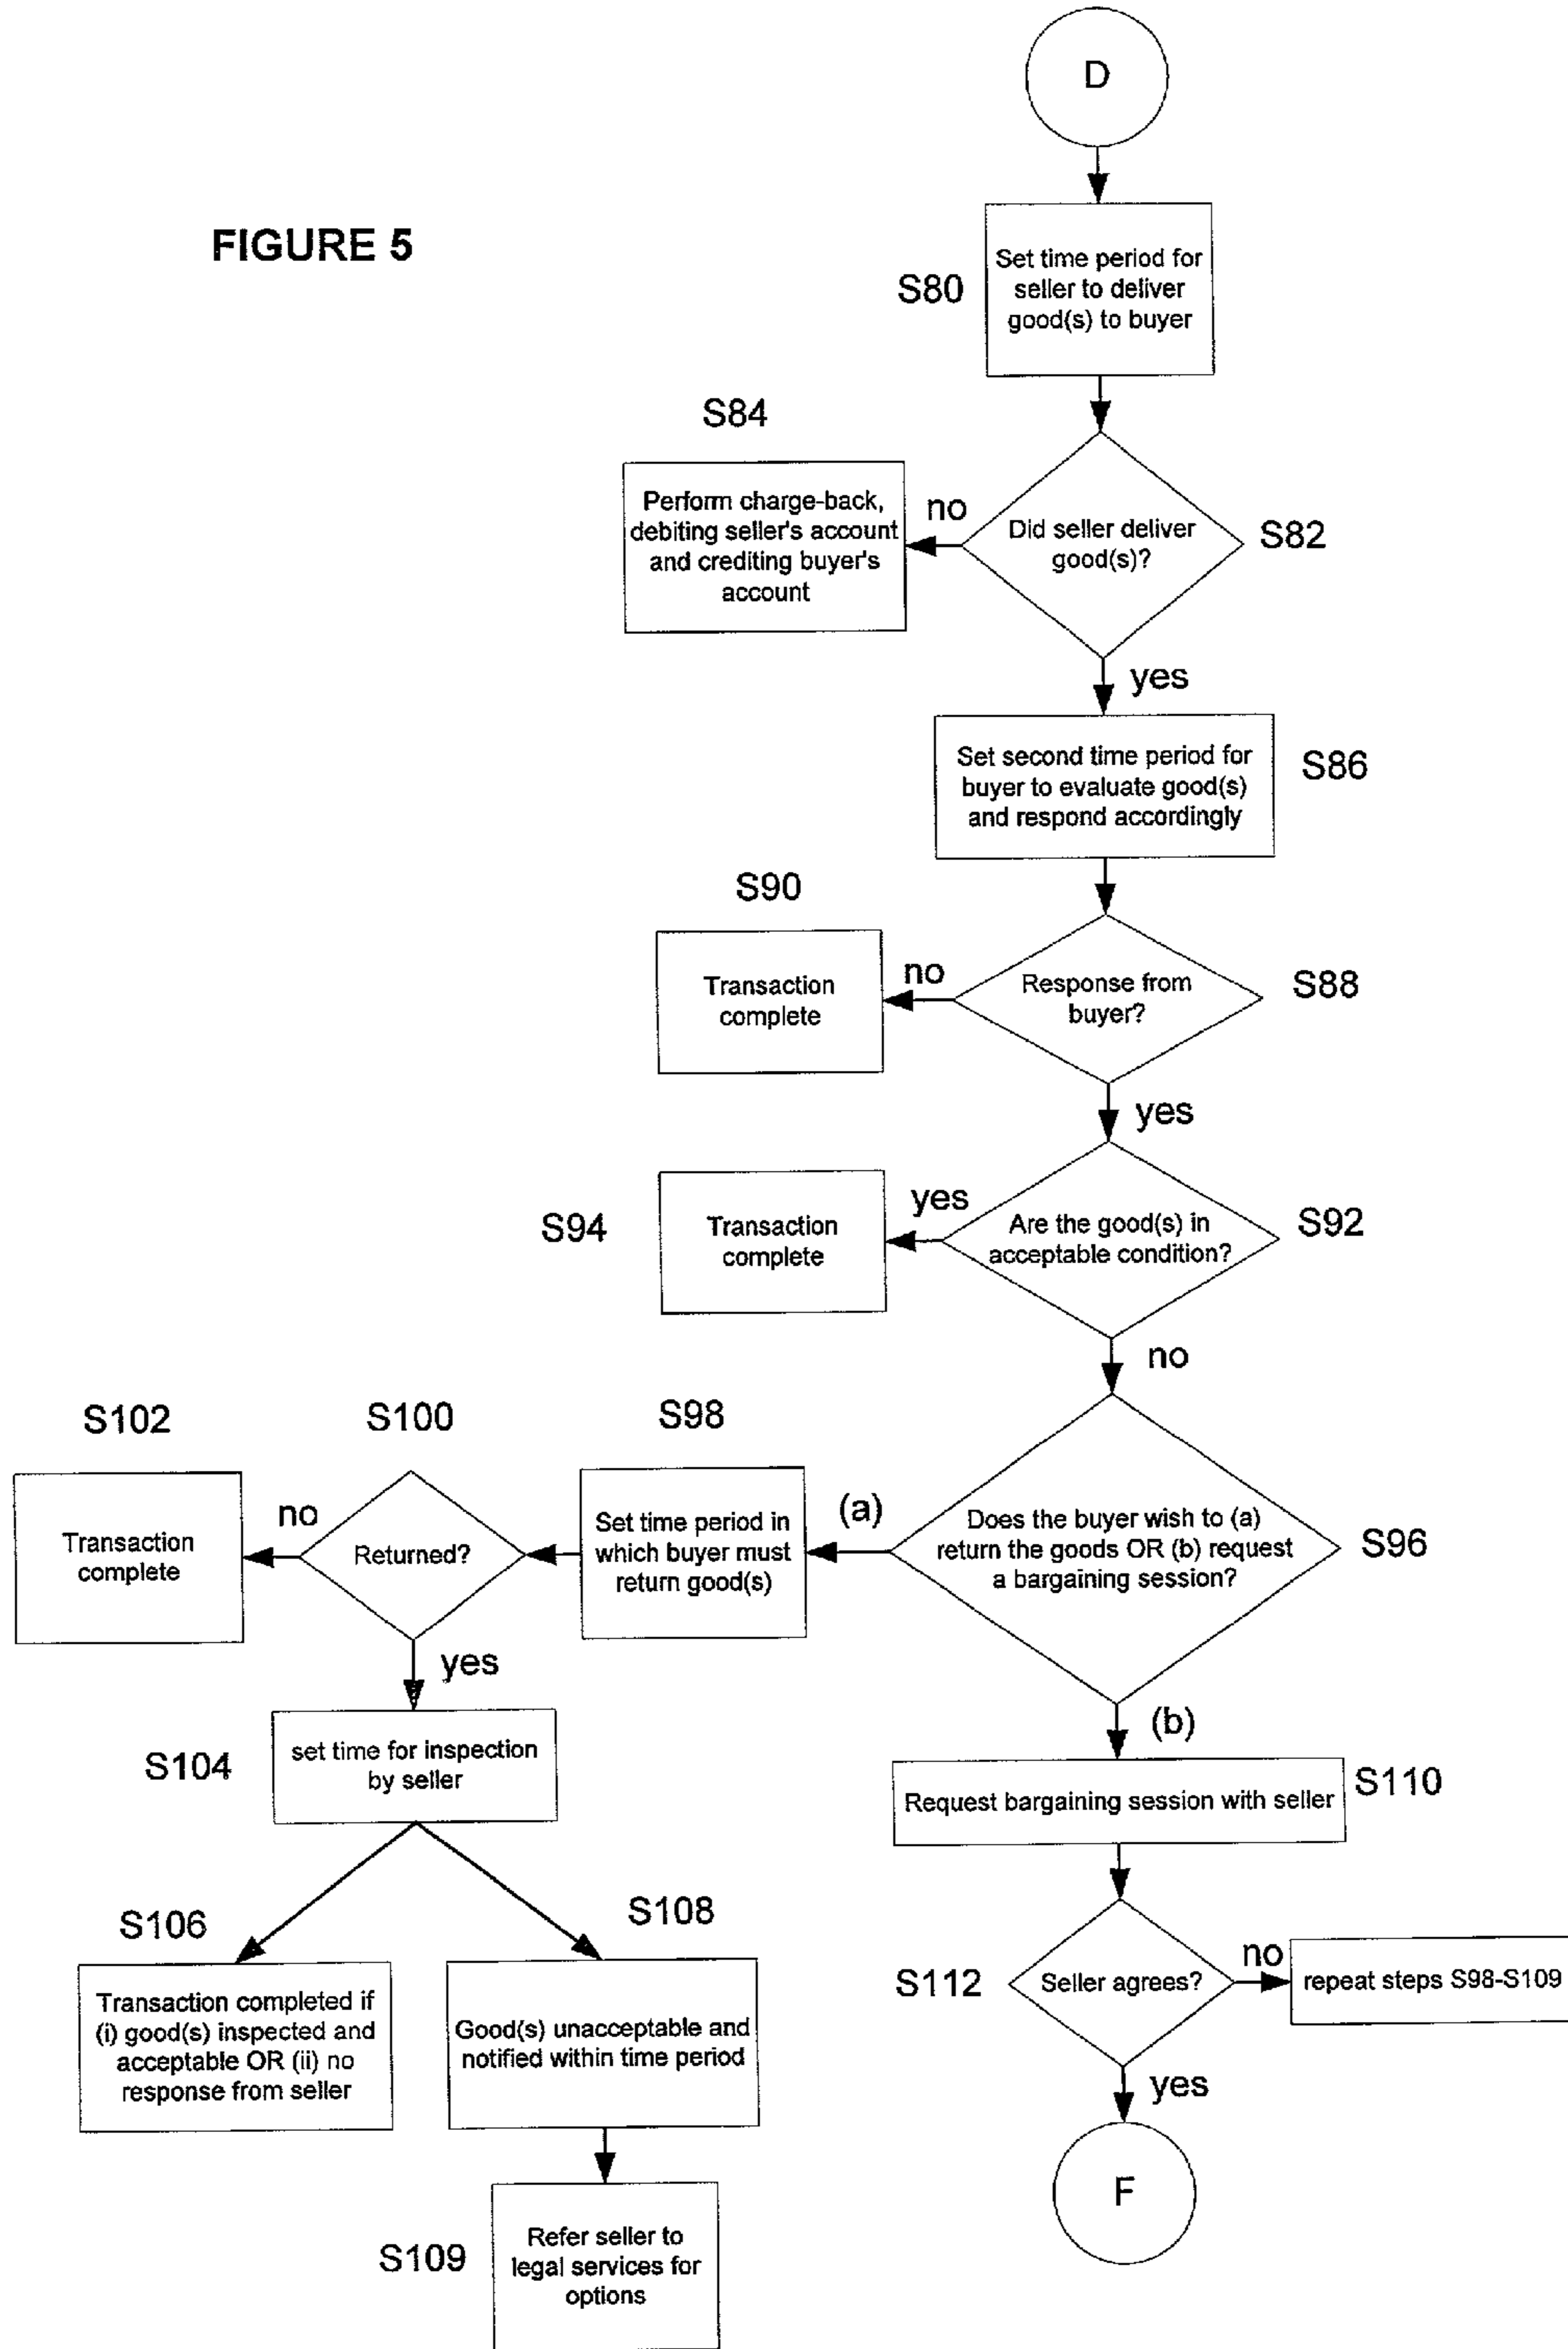 D
FIGURE 5
S80
Set time period for
seller to deliver
good(s) to buyer
S84
Perform charge-back,
debiting seller's account
and crediting buyer's
account
no
Did seller deliver
good(s)?
S82
yes
Set second time period for
buyer to evaluate good(s)
and respond accordingly
S86
S90
Transaction
complete
no
Response from
buyer?
S88
yes
S94
Transaction
complete
yes
Are the good(s) in
acceptable condition?
S92
no
S102
S100
S98
Transaction
complete
no
Returned?
Set time period in
which buyer must
return good(s)
(a)
Does the buyer wish to (a)
return the goods OR (b) request
a bargaining session?
S96
yes
(b)
S104
set time for inspection
by seller
Request bargaining session with seller
S110
S106
S108
Transaction completed if
(i) good(s) inspected and
acceptable OR (ii) no
response from seller
Good(s) unacceptable and
notified within time period
S112
Seller agrees?
no
repeat steps S98-S109
yes
S109
Refer seller to
legal services for
options
F